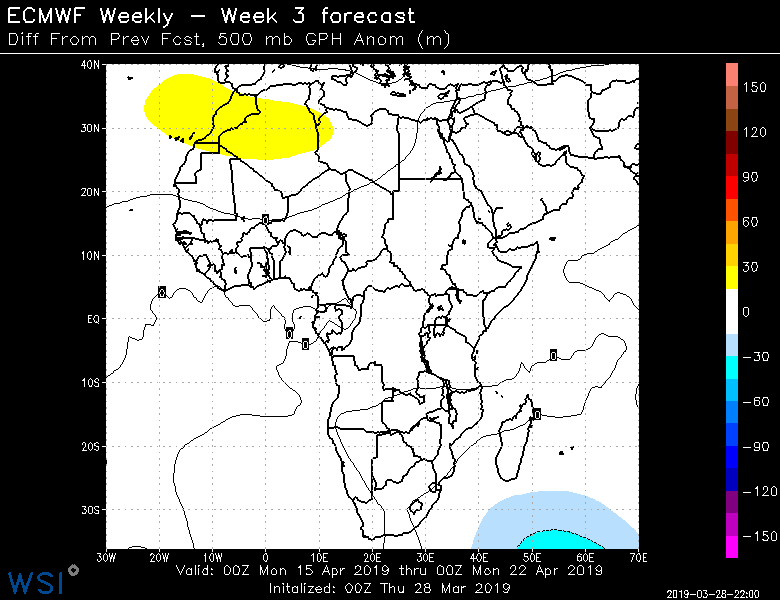 ECMWF Weekly – Week 3 forecast
Diff From Prev Fcst, 500 mb GPH Anom (m)
40N
30N
20N
10N
EQ
10S
20S
30S
30W 20W 10W 0 10E 20E 30E 40E 50E 60E 70E
0
0
0
0
0
0
150
120
90
60
30
0
−30
−60
−90
−120
−150
Valid: 00Z Mon 15 Apr 2019 thru 00Z Mon 22 Apr 2019
Initalized: 00Z Thu 28 Mar 2019
WSI
2019-03-28-22:00